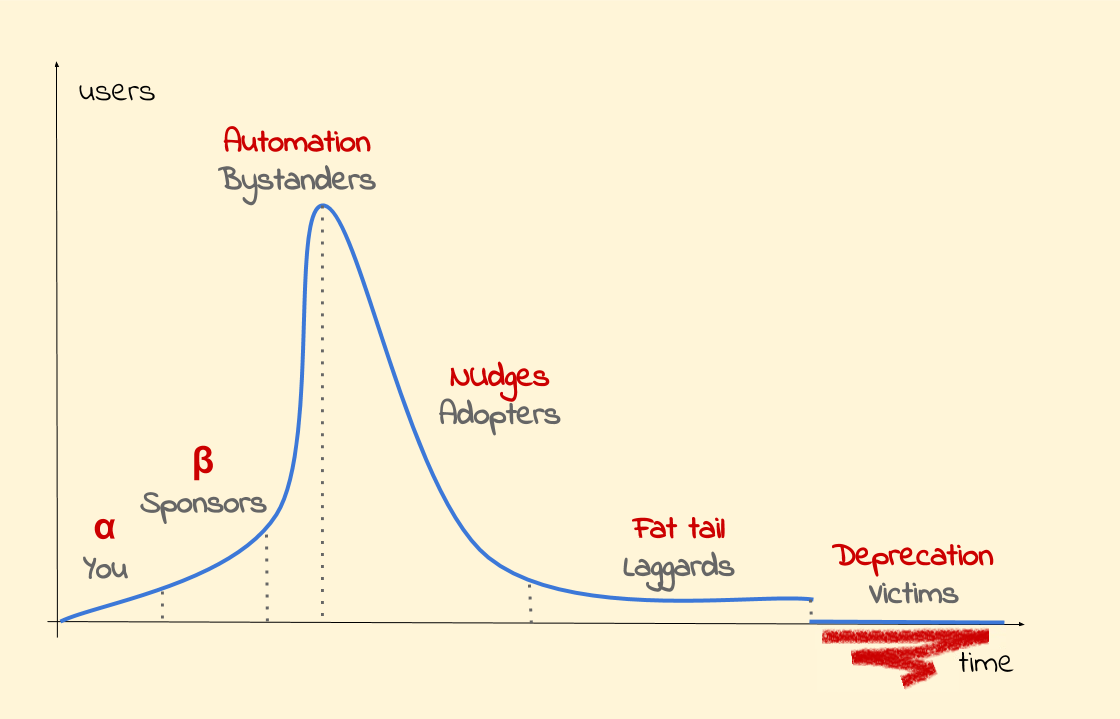 users
Automation
Bystanders
Nudges
Adopters
β
Sponsors
α
You
Fat tail
Laggards
Deprecation
Victims
time